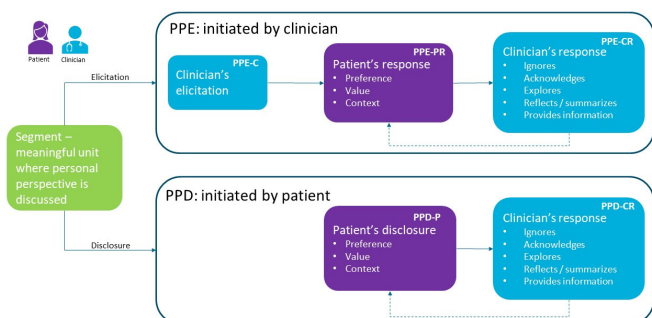 Patient
Clinician
PPE: initiated by clinician
Elicitation
PPE-C
Clinician's
elicitation
PPE-PR
Patient's response
• Preference
• Value
• Context
PPE-CR
Clinician's response
• Ignores
• Acknowledges
• Explores
• Reflects / summarizes
• Provides information
Segment –
meaningful unit
where personal
perspective is
discussed
PPD: initiated by patient
Disclosure
PPD-P
Patient's disclosure
• Preference
• Value
• Context
PPD-CR
Clinician's response
• Ignores
• Acknowledges
• Explores
• Reflects / summarizes
• Provides information